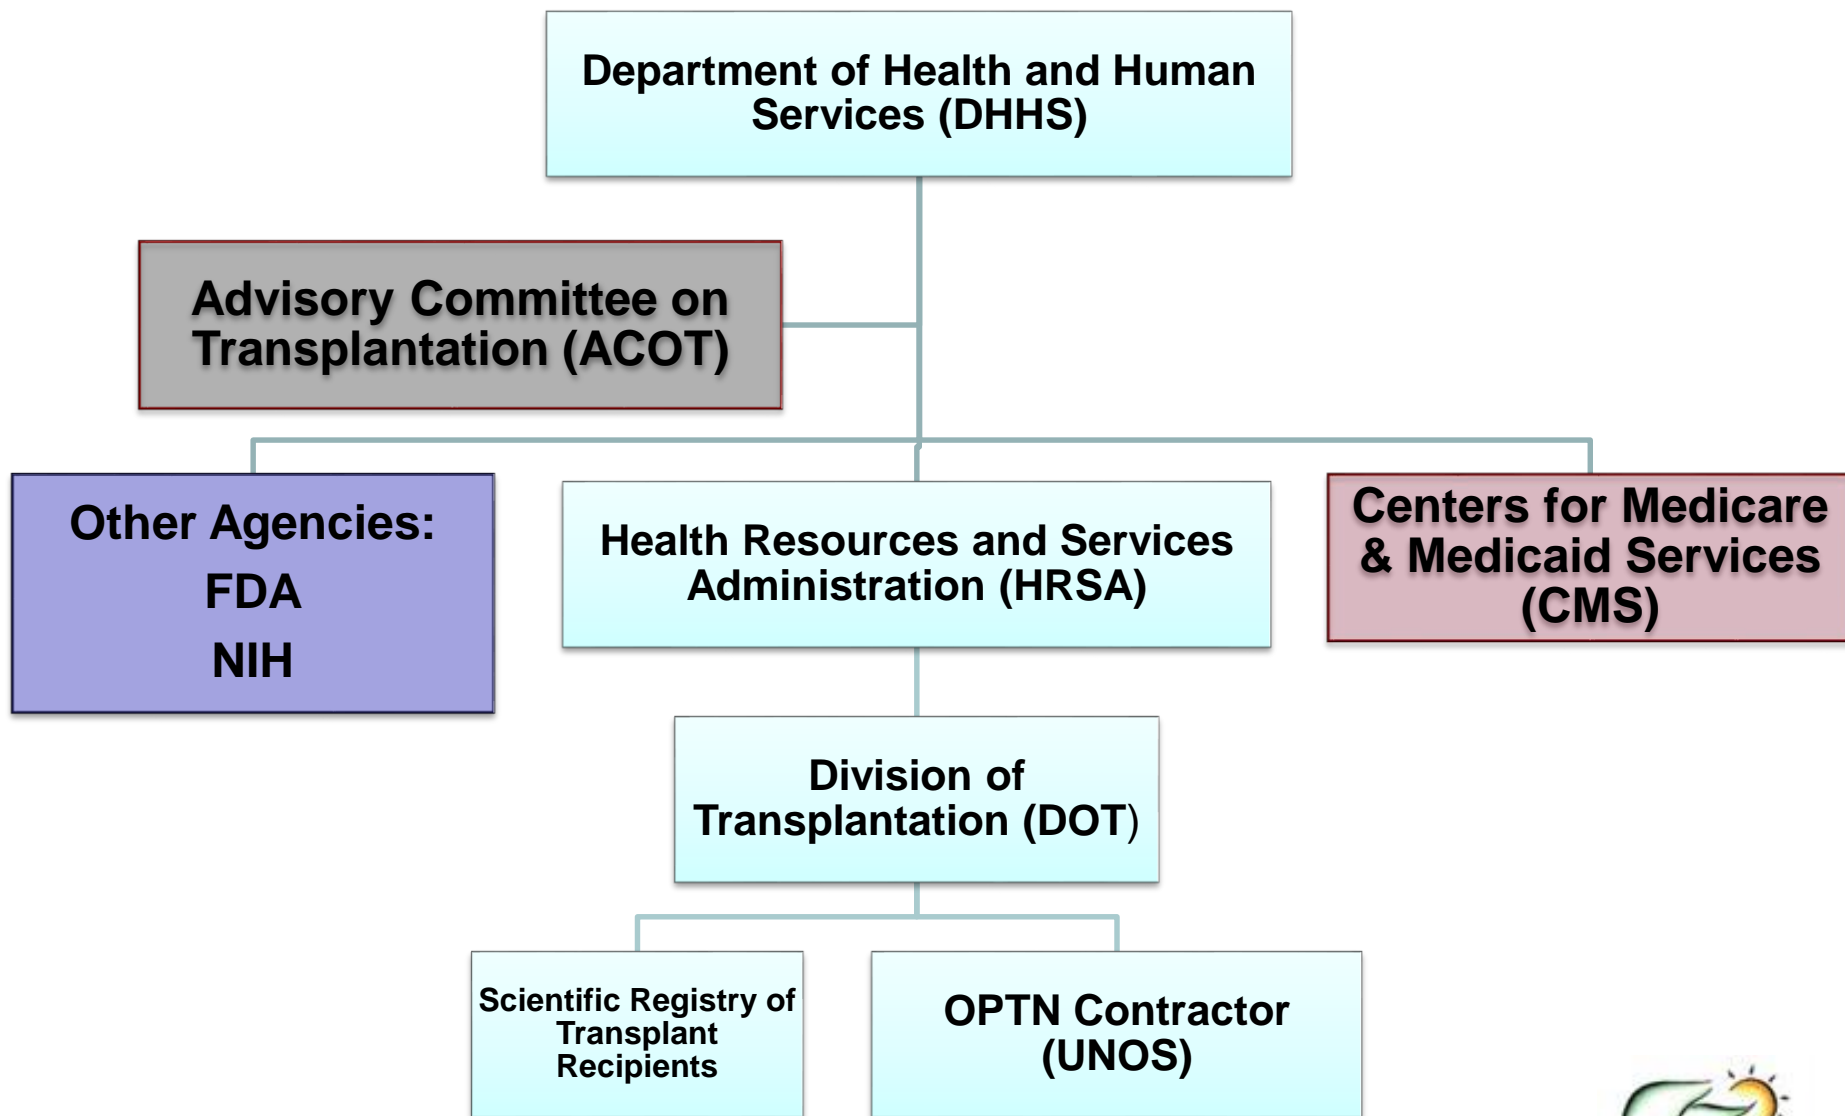 Department of Health and Human
Services (DHHS)
Advisory Committee on
Transplantation (ACOT)
Other Agencies:
FDA
NIH
Health Resources and Services
Administration (HRSA)
Centers for Medicare
& Medicaid Services
(CMS)
Division of
Transplantation (DOT)
Scientific Registry of
Transplant
Recipients
OPTN Contractor
(UNOS)